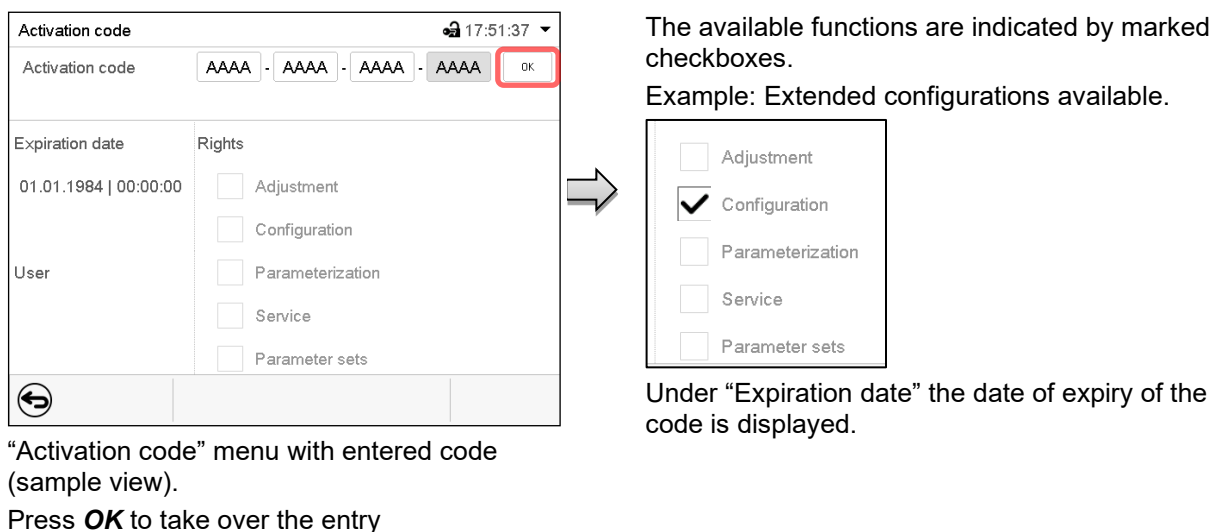 Activation code 17:51:37
Activation code AAAA - AAAA - AAAA - AAAA OK
Expiration date Rights
01.01.1984 | 00:00:00 Adjustment
Configuration
User Parameterization
Service
Parameter sets
“Activation code” menu with entered code
(sample view).
Press OK to take over the entry
The available functions are indicated by marked
checkboxes.
Example: Extended configurations available.
Adjustment
Configuration
Parameterization
Service
Parameter sets
Under “Expiration date” the date of expiry of the
code is displayed.